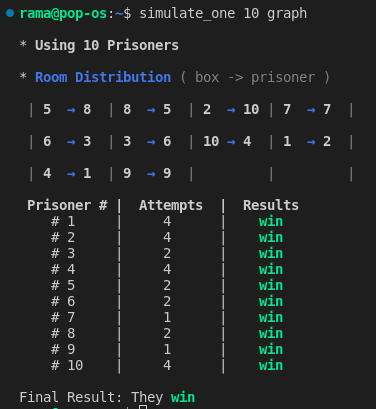 rama@pop-os:~$ simulate_one 10 graph
* Using 10 Prisoners
* Room Distribution ( box -> prisoner )
| 5 → 8 | 8 → 5 | 2 → 10 | 7 → 7 |
| 6 → 3 | 3 → 6 | 10 → 4 | 1 → 2 |
| 4 → 1 | 9 → 9 | | |
Prisoner # | Attempts | Results
# 1 | 4 | win
# 2 | 4 | win
# 3 | 2 | win
# 4 | 4 | win
# 5 | 2 | win
# 6 | 2 | win
# 7 | 1 | win
# 8 | 2 | win
# 9 | 1 | win
# 10 | 4 | win
Final Result: They win